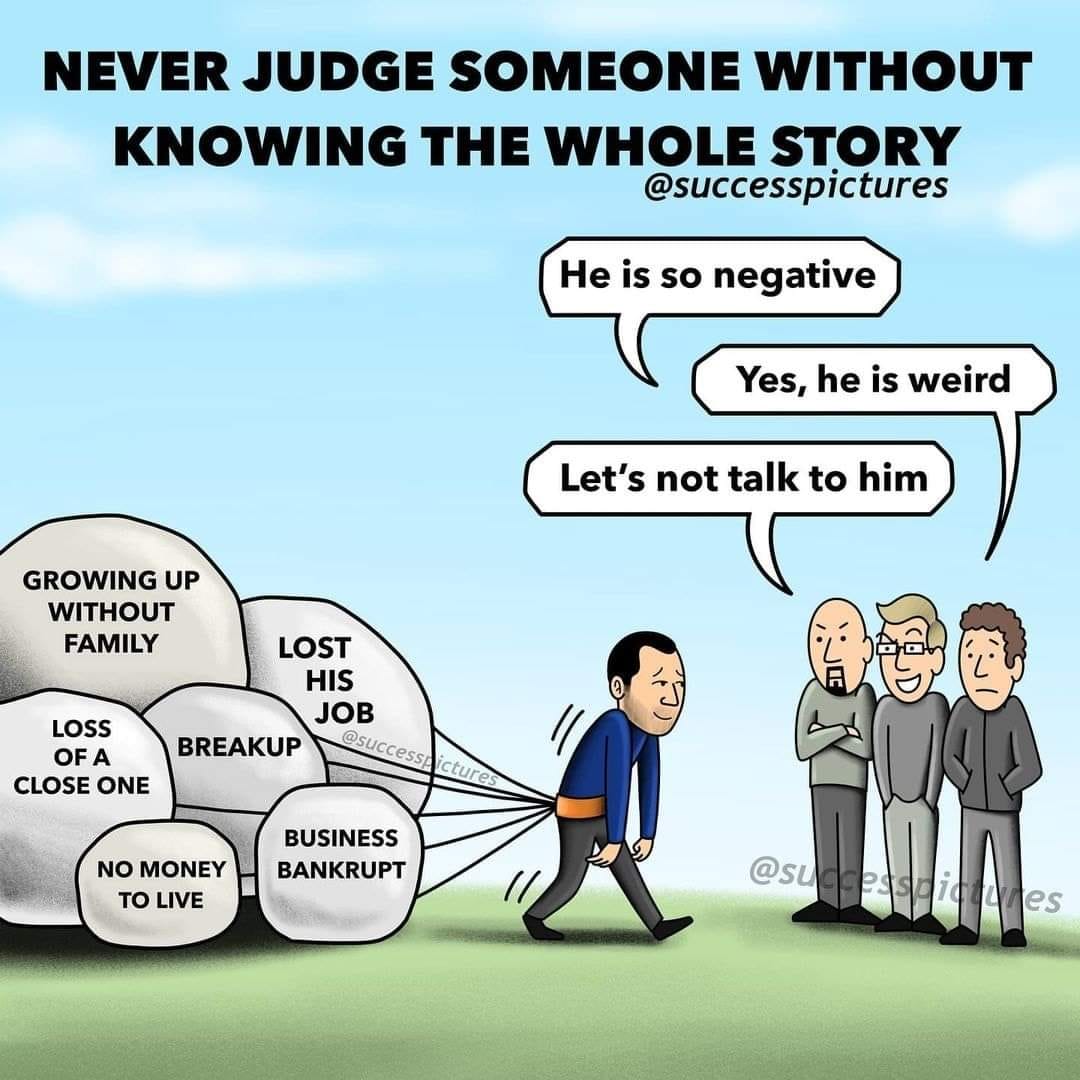 NEVER JUDGE SOMEONE WITHOUT
KNOWING THE WHOLE STORY
@successpictures
He is so negative
Yes, he is weird
Let's not talk to him
GROWING UP
WITHOUT
FAMILY
LOST
HIS
JOB
@successpictures
LOSS
OF A
CLOSE ONE
BREAKUP
BUSINESS
BANKRUPT
NO MONEY
TO LIVE
@successpictures